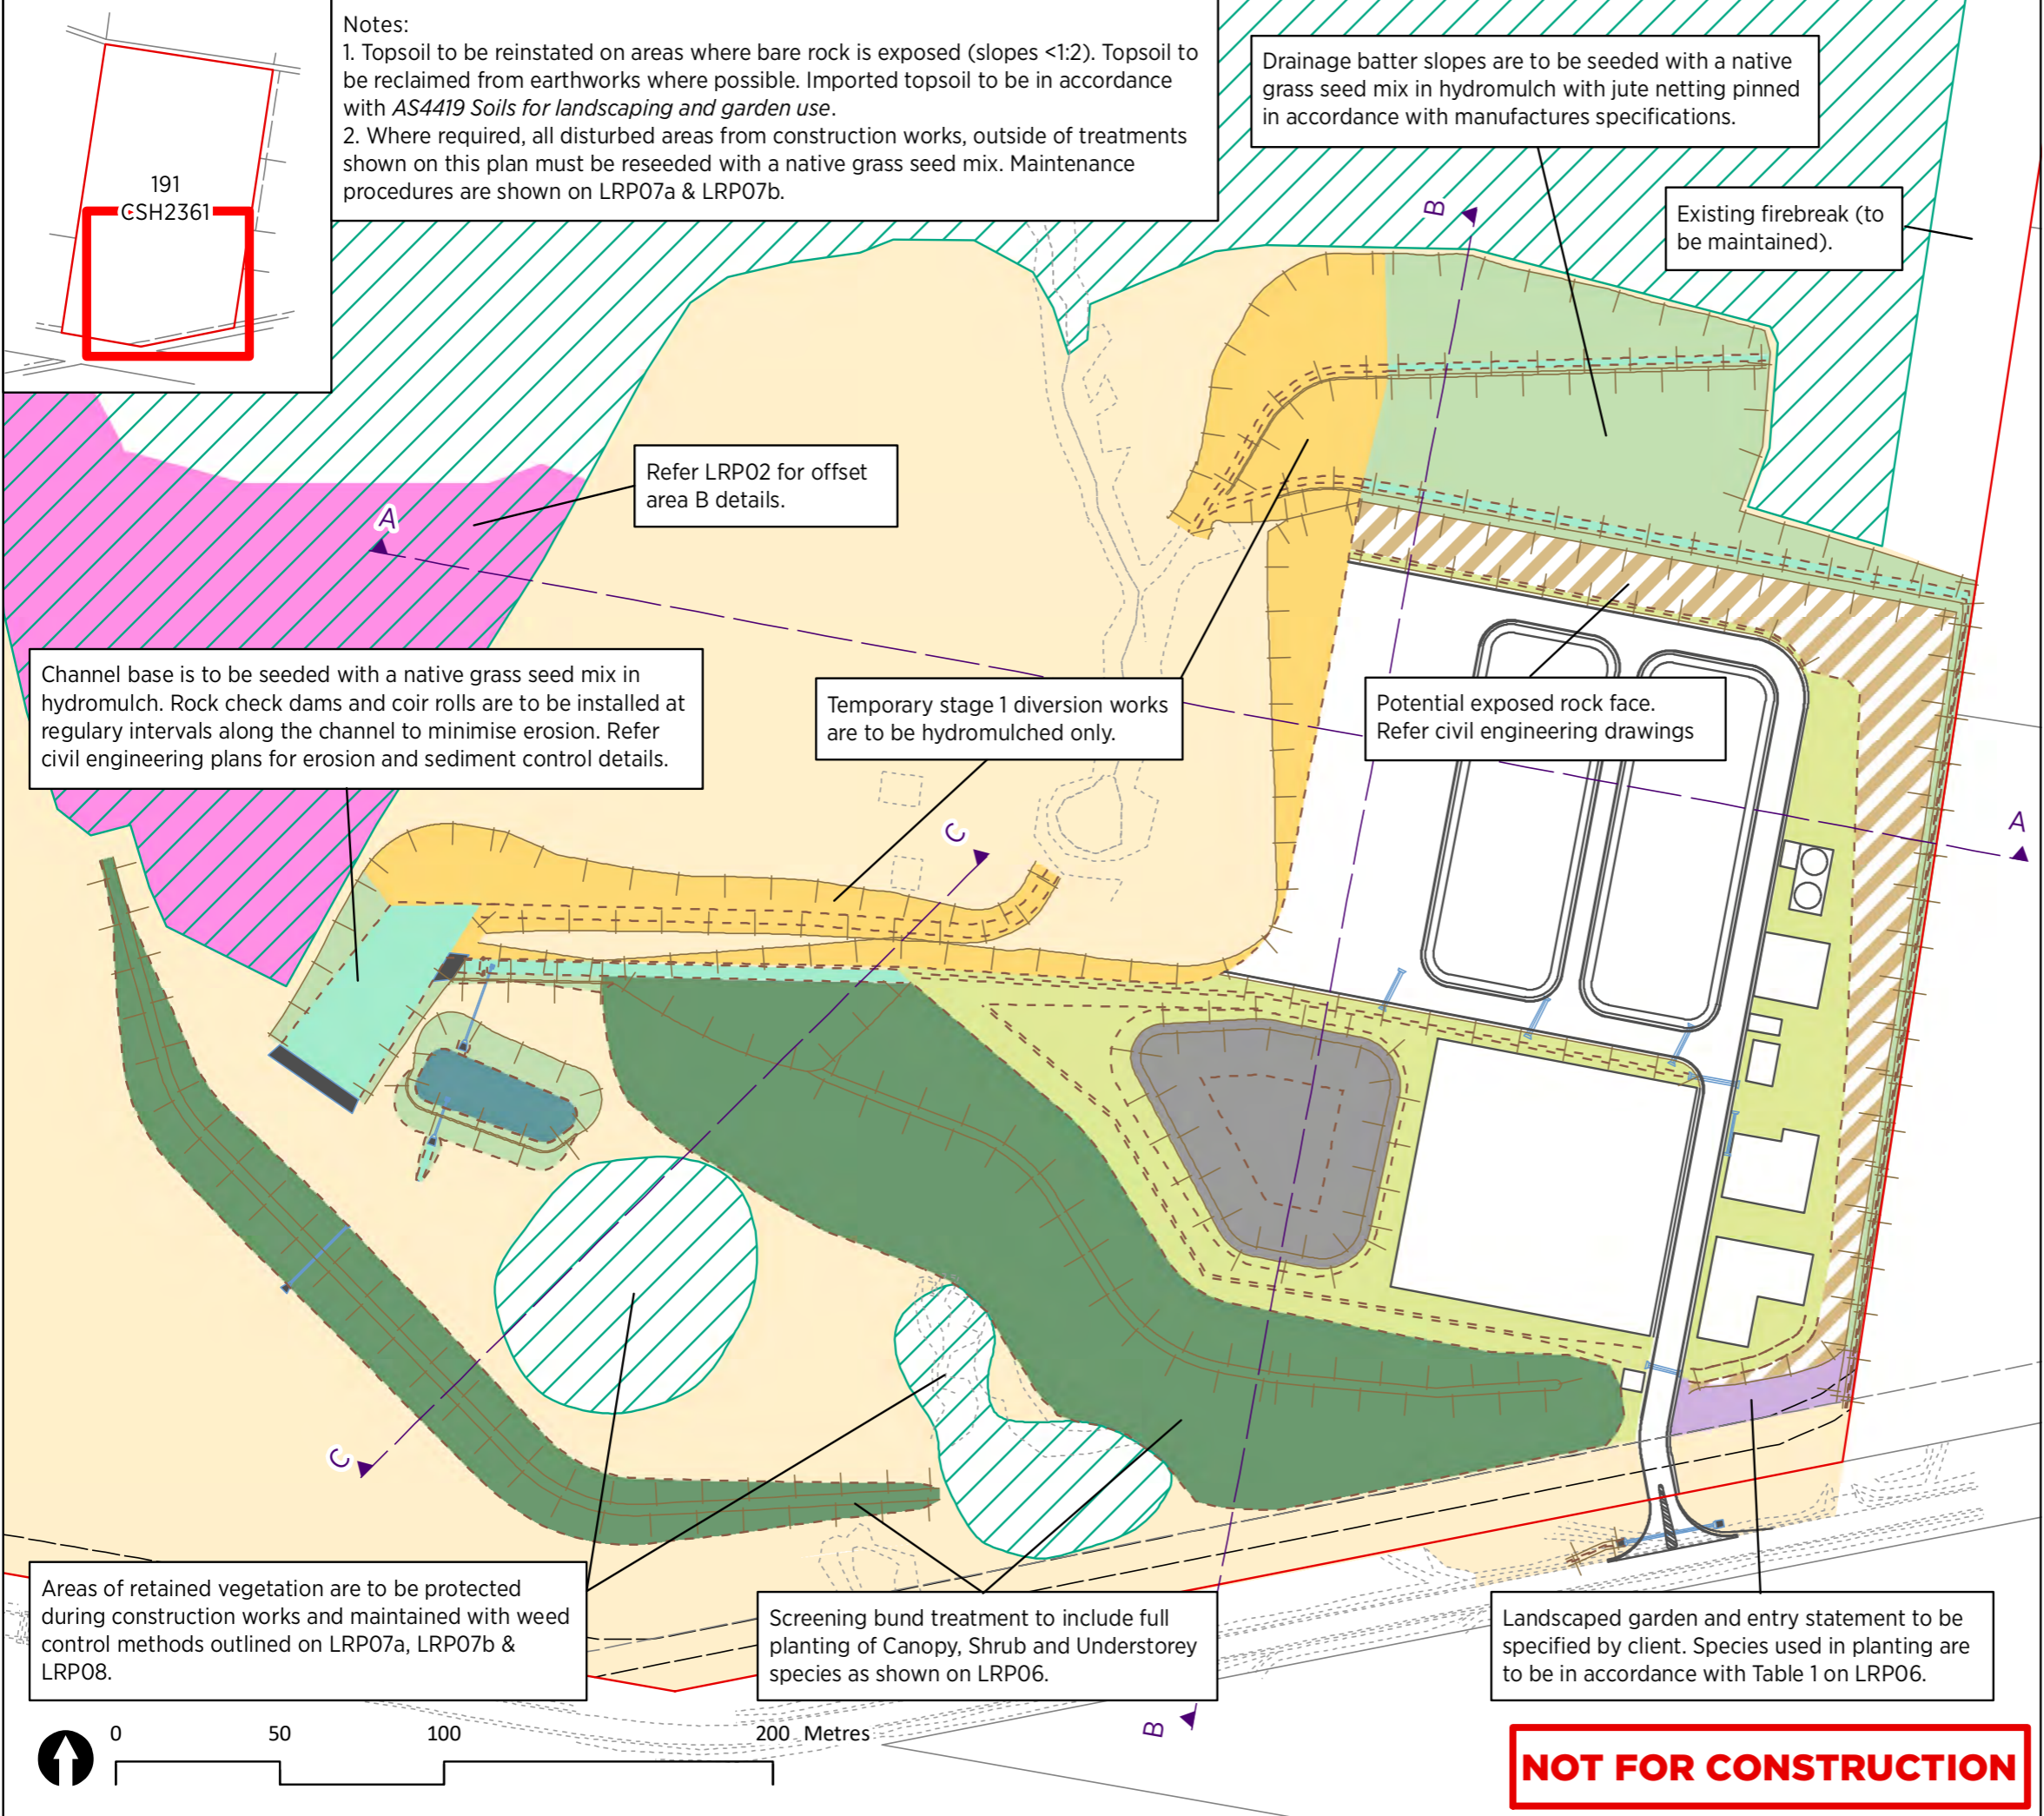 191
CSH2361
Notes:
1. Topsoil to be reinstated on areas where bare rock is exposed (slopes <1:2). Topsoil to
be reclaimed from earthworks where possible. Imported topsoil to be in accordance
with AS4419 Soils for landscaping and garden use.
2. Where required, all disturbed areas from construction works, outside of treatments
shown on this plan must be reseeded with a native grass seed mix. Maintenance
procedures are shown on LRP07a & LRP07b.
Drainage batter slopes are to be seeded with a native
grass seed mix in hydromulch with jute netting pinned
in accordance with manufactures specifications.
Existing firebreak (to
be maintained).
B
Refer LRP02 for offset
area B details.
A
Channel base is to be seeded with a native grass seed mix in
hydromulch. Rock check dams and coir rolls are to be installed at
regulary intervals along the channel to minimise erosion. Refer
civil engineering plans for erosion and sediment control details.
Temporary stage 1 diversion works
are to be hydromulched only.
Potential exposed rock face.
Refer civil engineering drawings
C
A
C
Areas of retained vegetation are to be protected
during construction works and maintained with weed
control methods outlined on LRP07a, LRP07b &
LRP08.
Screening bund treatment to include full
planting of Canopy, Shrub and Understorey
species as shown on LRP06.
Landscaped garden and entry statement to be
specified by client. Species used in planting are
to be in accordance with Table 1 on LRP06.
B
0 50 100 200 Metres
NOT FOR CONSTRUCTION